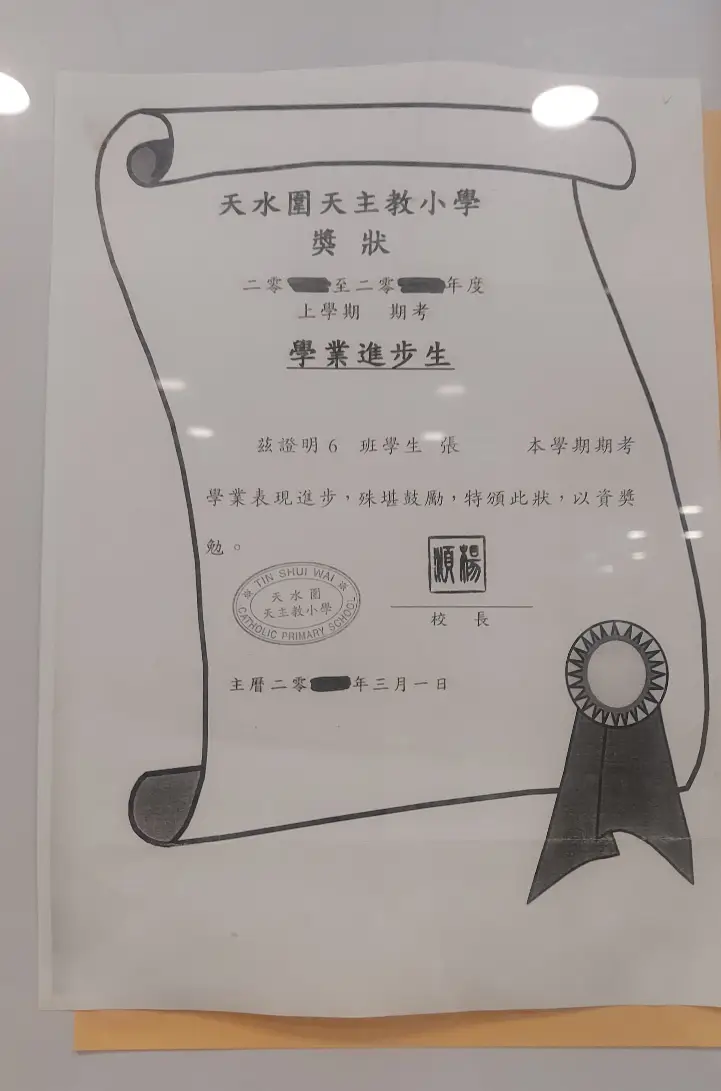 天水圍天主教小學
獎狀
二零 至二零 年度
上學期 期考
學業進步生
茲證明6 班學生 張 本學期期考
學業表現進步，殊堪鼓勵，特頒此狀，以資獎
勉。
TIN SHUI WAI
天水圍
天主教小學
CATHOLIC PRIMARY SCHOOL
校 長
主曆二零 年三月一日